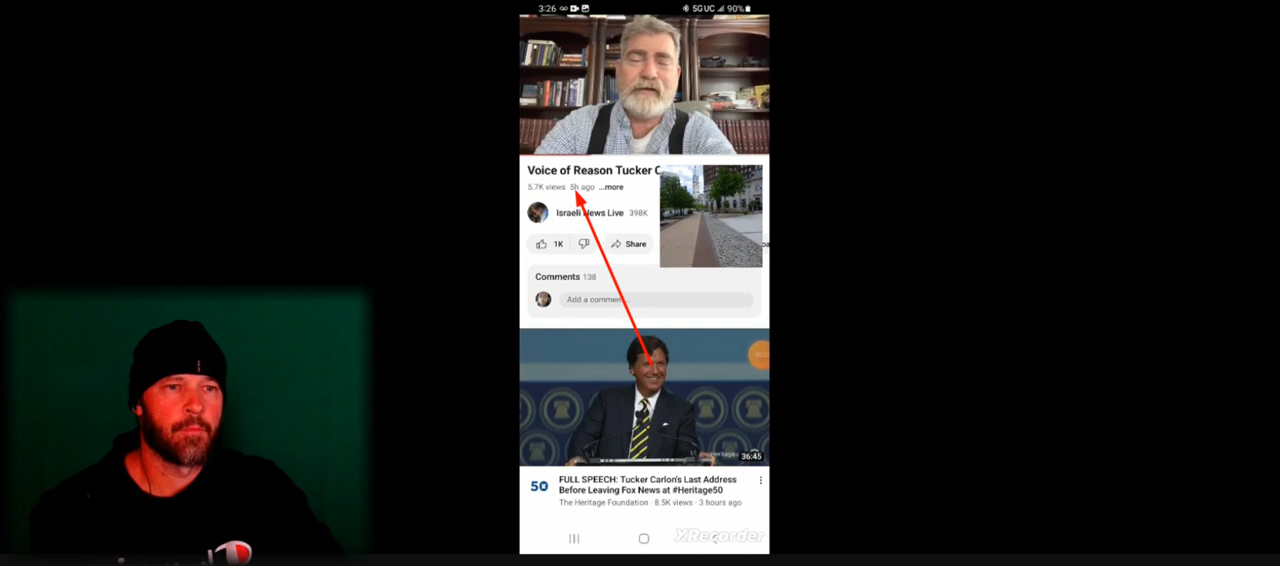 3:26
5G UC
90%
Voice of Reason Tucker C
5.7K views 5h ago ...more
Israeli News Live 398K
1K
Share
Comments 138
Add a commen
36:45
50
FULL SPEECH: Tucker Carlon's Last Address
Before Leaving Fox News at #Heritage50
The Heritage Foundation · 8.5K views · 3 hours ago
XRecorder